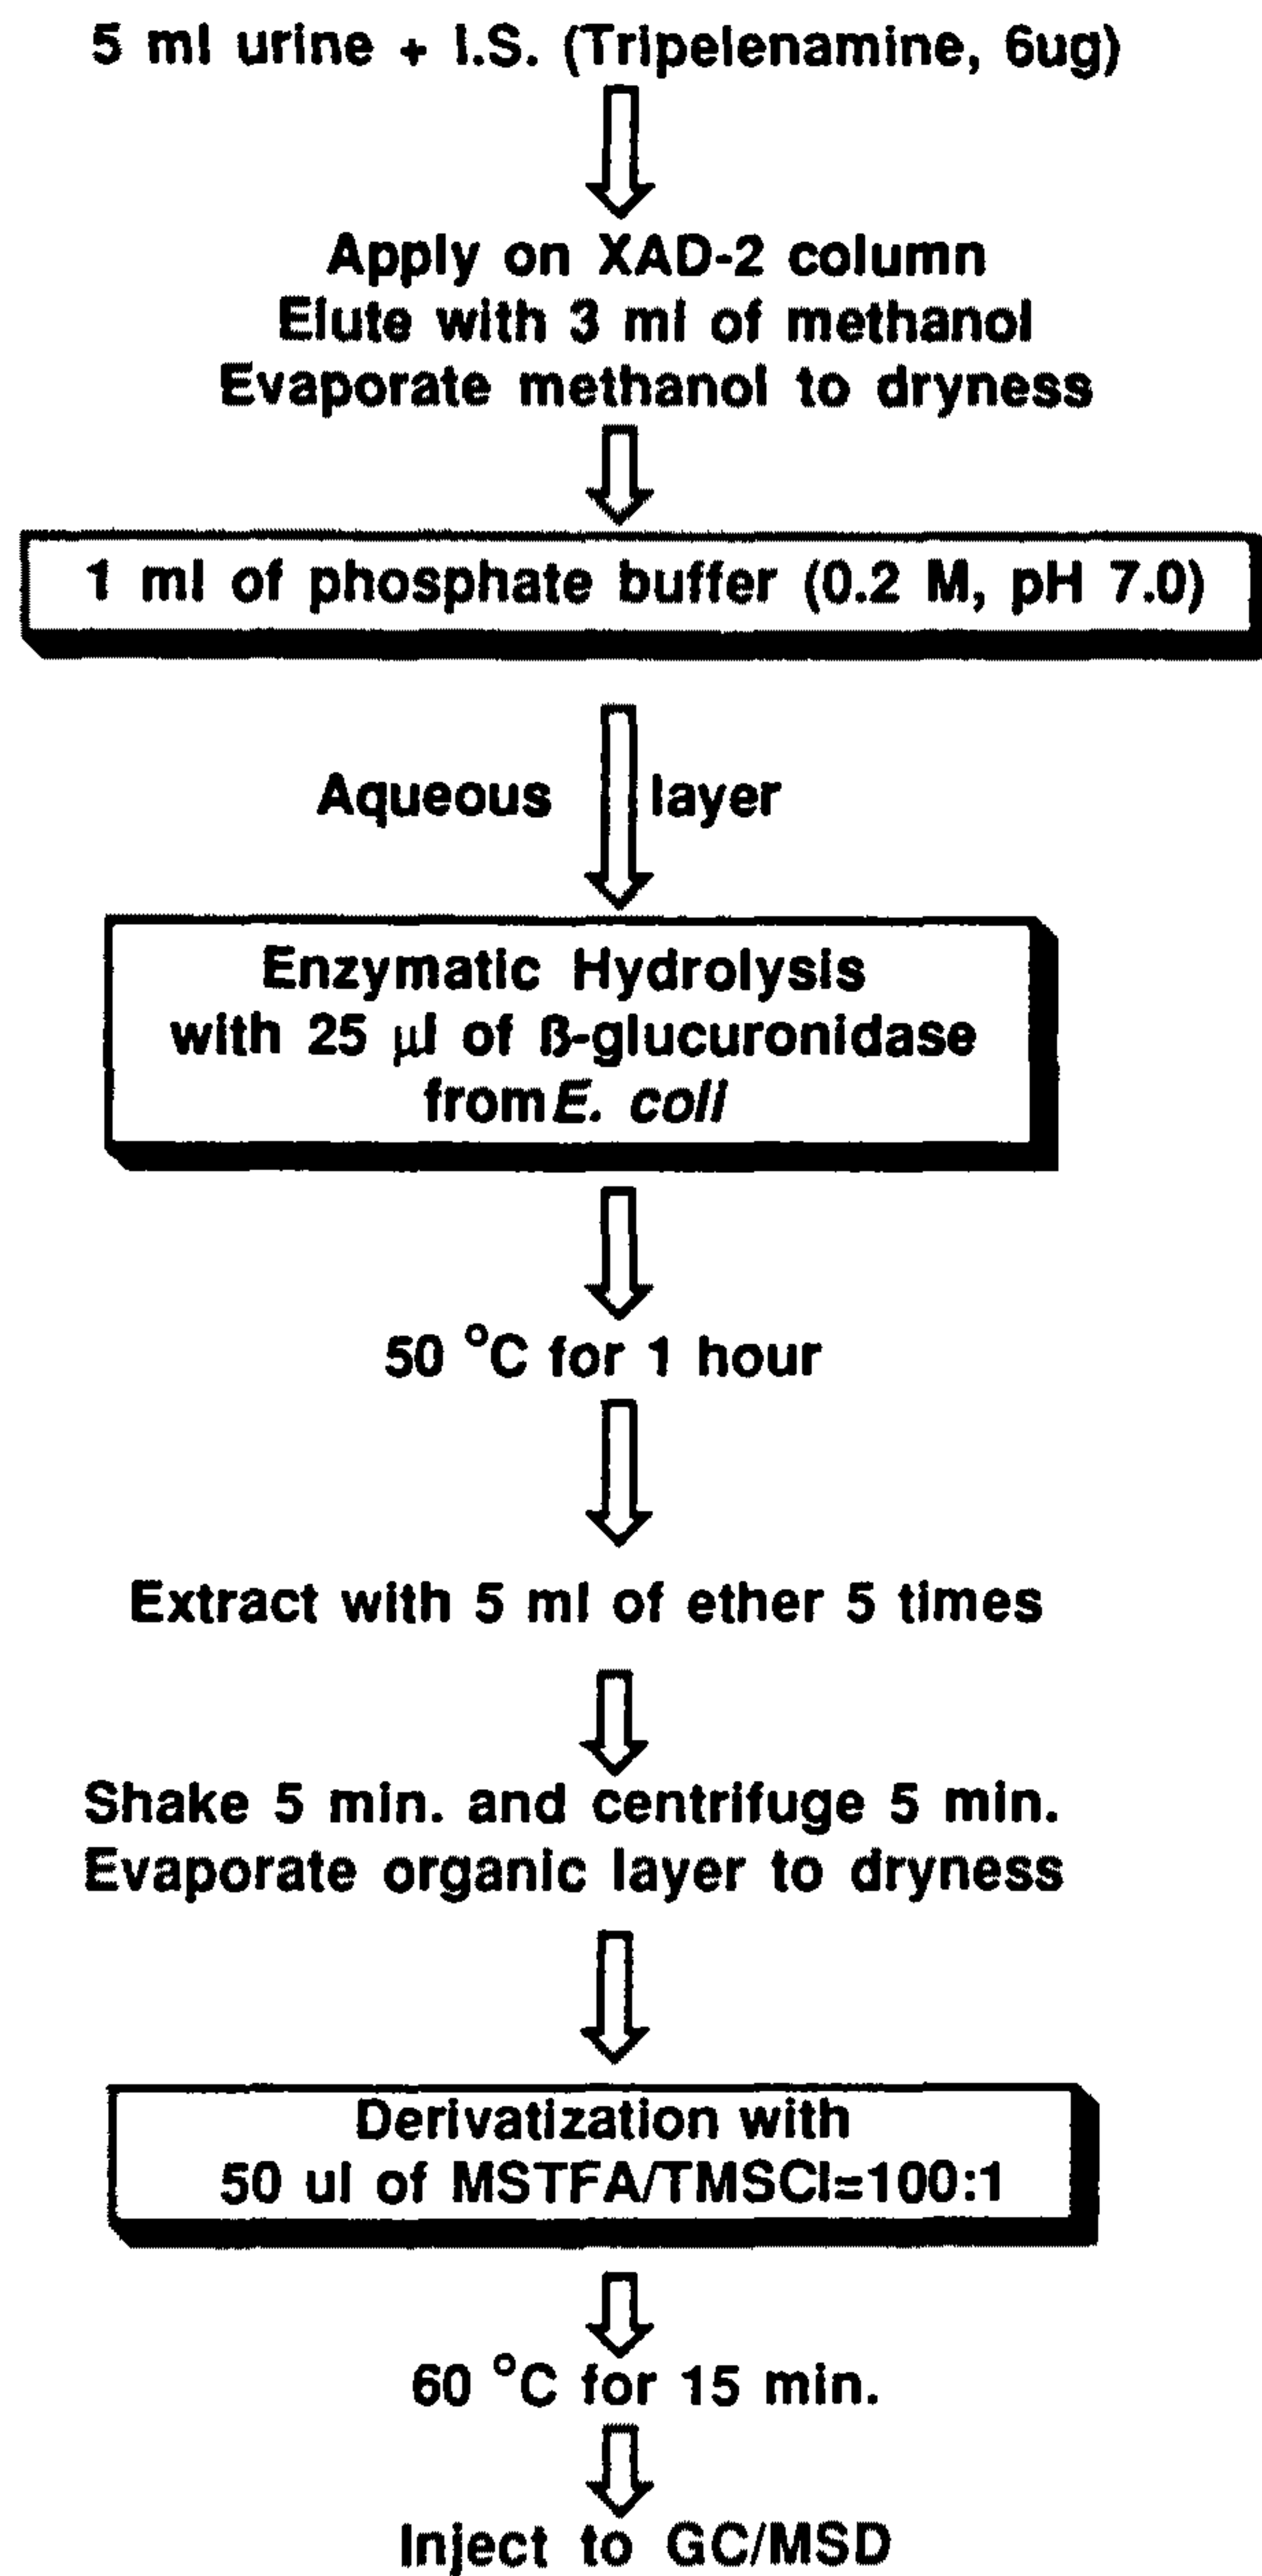 5 ml urine + I.S. (Tripelenamine, 6ug)
Apply on XAD-2 column
Elute with 3 ml of methanol
Evaporate methanol to dryness
1 ml of phosphate buffer (0.2 M, pH 7.0)
Aqueous layer
Enzymatic Hydrolysis
with 25 µl of ß-glucuronidase
from E. coli
50 °C for 1 hour
Extract with 5 ml of ether 5 times
Shake 5 min. and centrifuge 5 min.
Evaporate organic layer to dryness
Derivatization with
50 ul of MSTFA/TMSCl=100:1
60 °C for 15 min.
Inject to GC/MSD